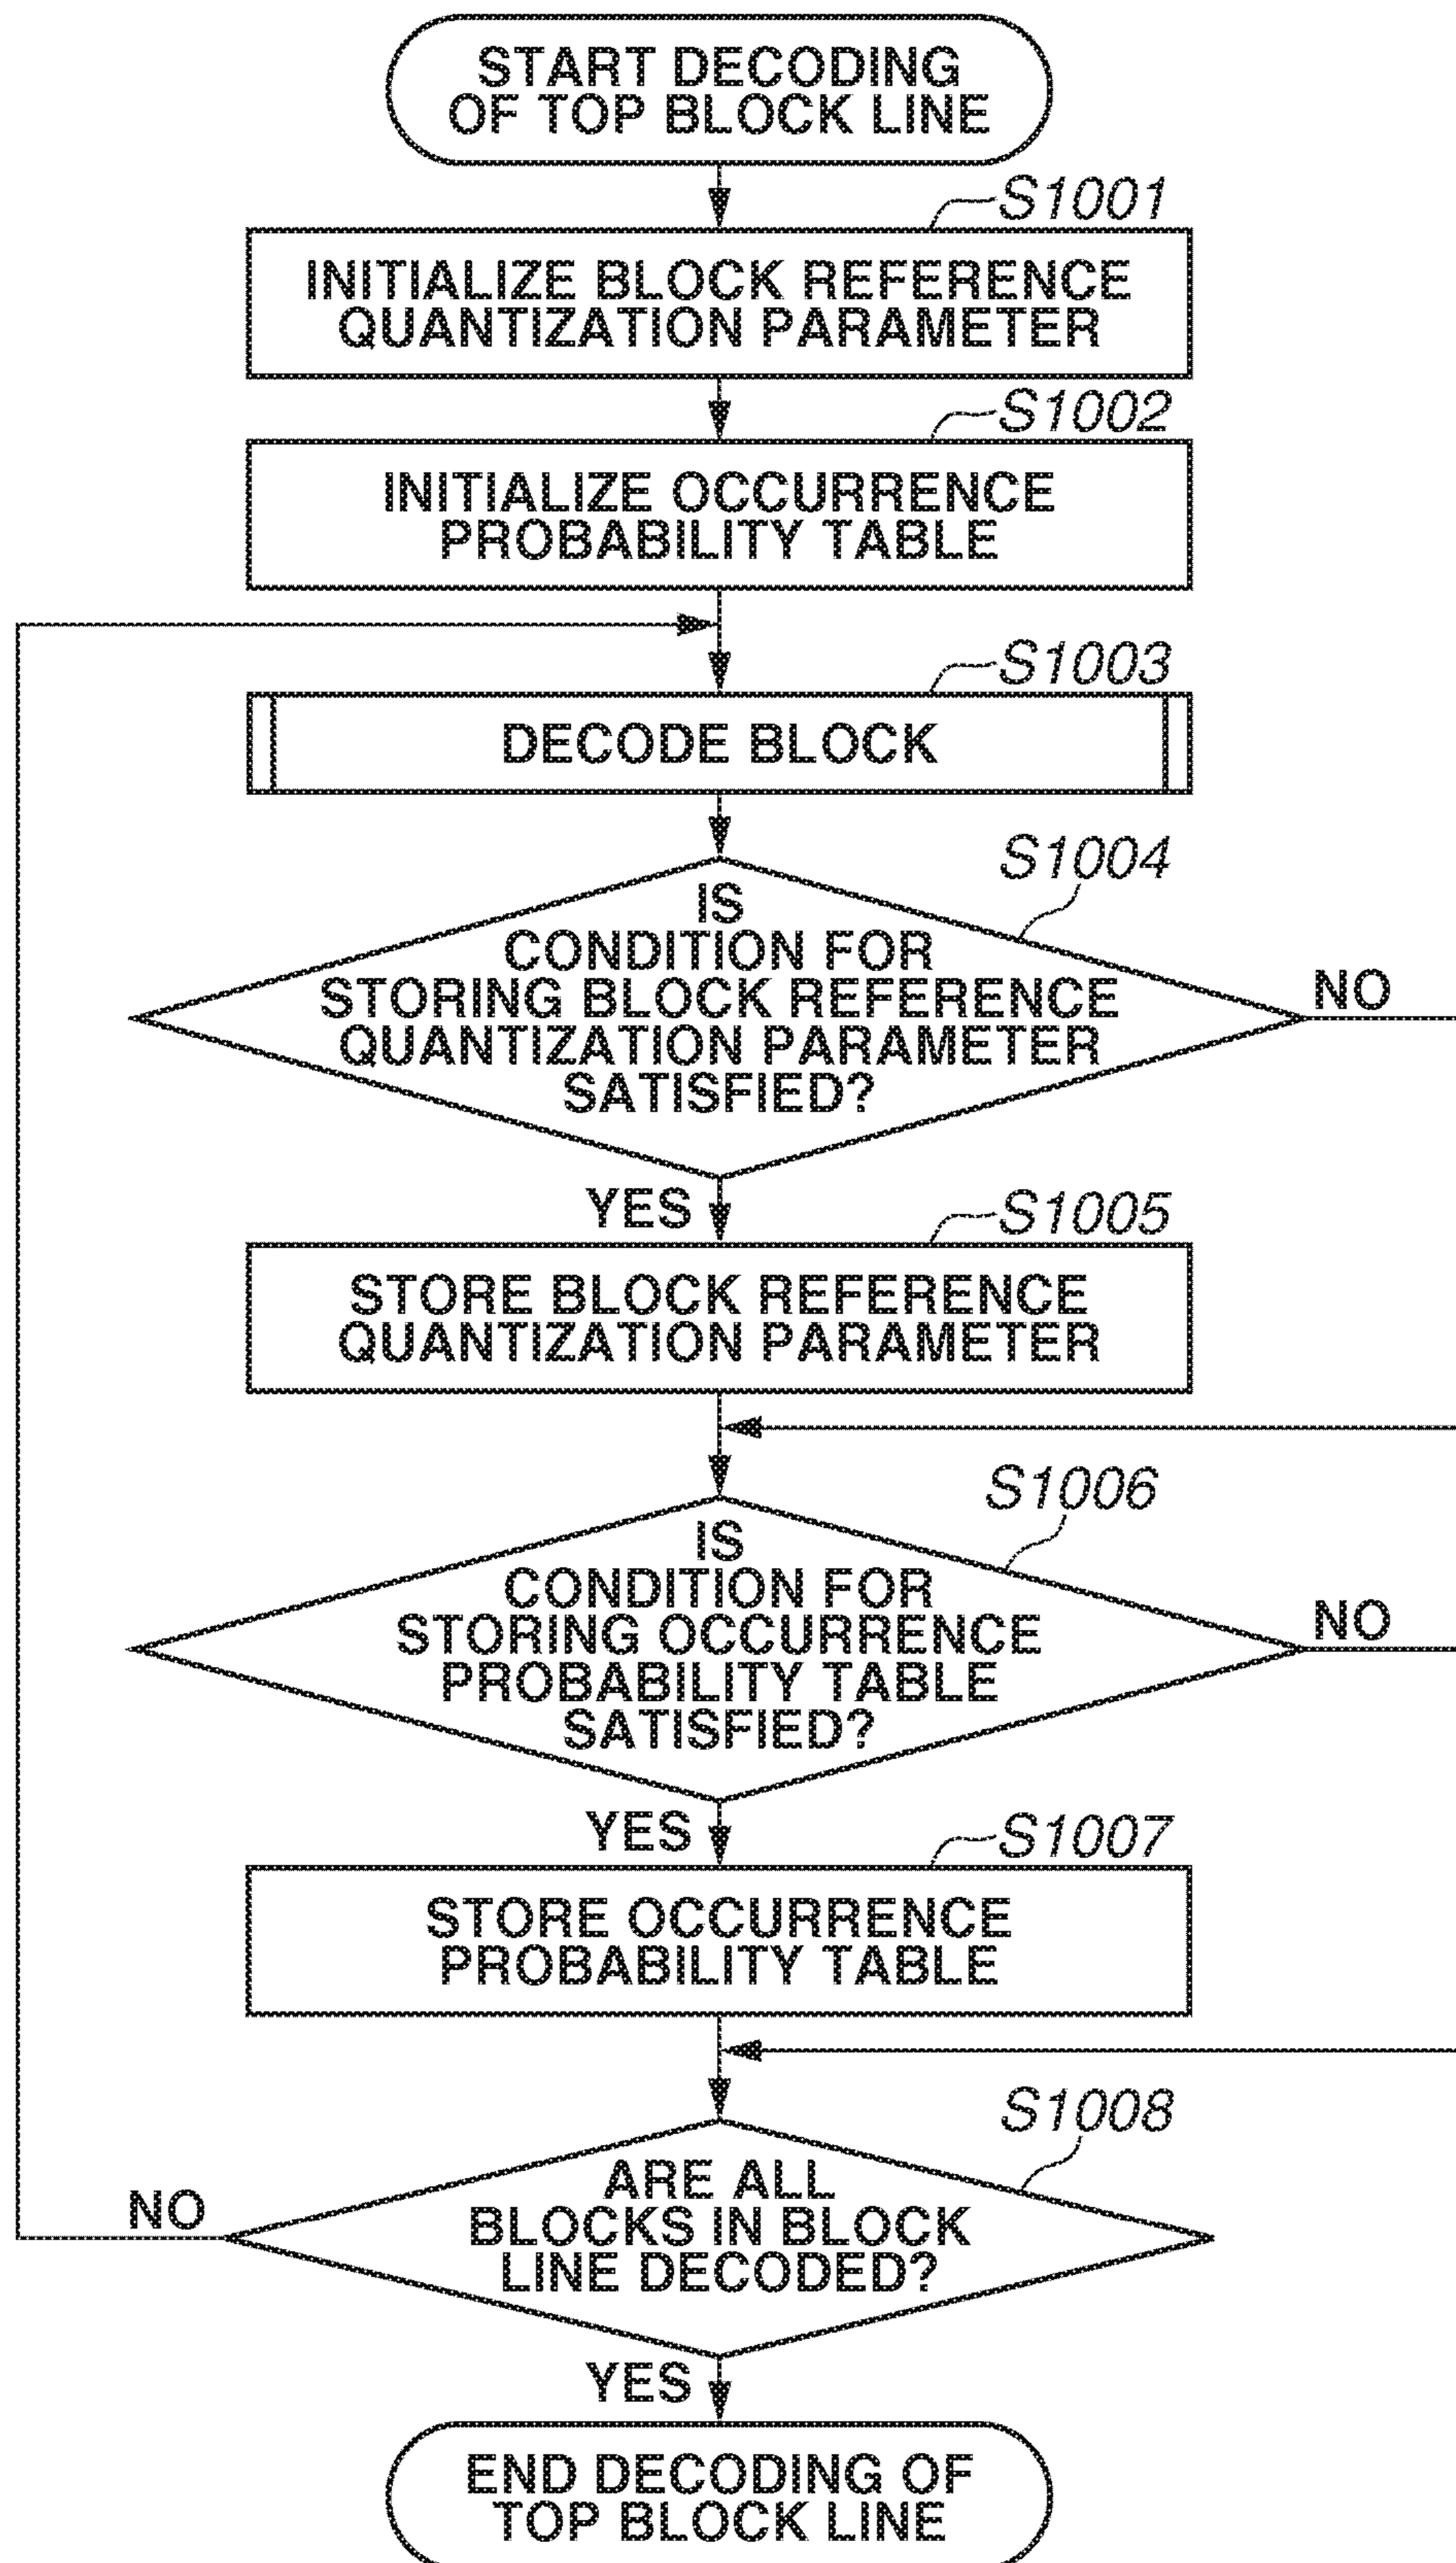 START DECODING
OF TOP BLOCK LINE
S1001
INITIALIZE BLOCK REFERENCE
QUANTIZATION PARAMETER
S1002
INITIALIZE OCCURRENCE
PROBABILITY TABLE
S1003
DECODE BLOCK
S1004
IS
CONDITION FOR
STORING BLOCK REFERENCE
QUANTIZATION PARAMETER
SATISFIED?
NO
YES
S1005
STORE BLOCK REFERENCE
QUANTIZATION PARAMETER
S1006
IS
CONDITION FOR
STORING OCCURRENCE
PROBABILITY TABLE
SATISFIED?
NO
YES
S1007
STORE OCCURRENCE
PROBABILITY TABLE
S1008
ARE ALL
BLOCKS IN BLOCK
LINE DECODED?
NO
YES
END DECODING OF
TOP BLOCK LINE